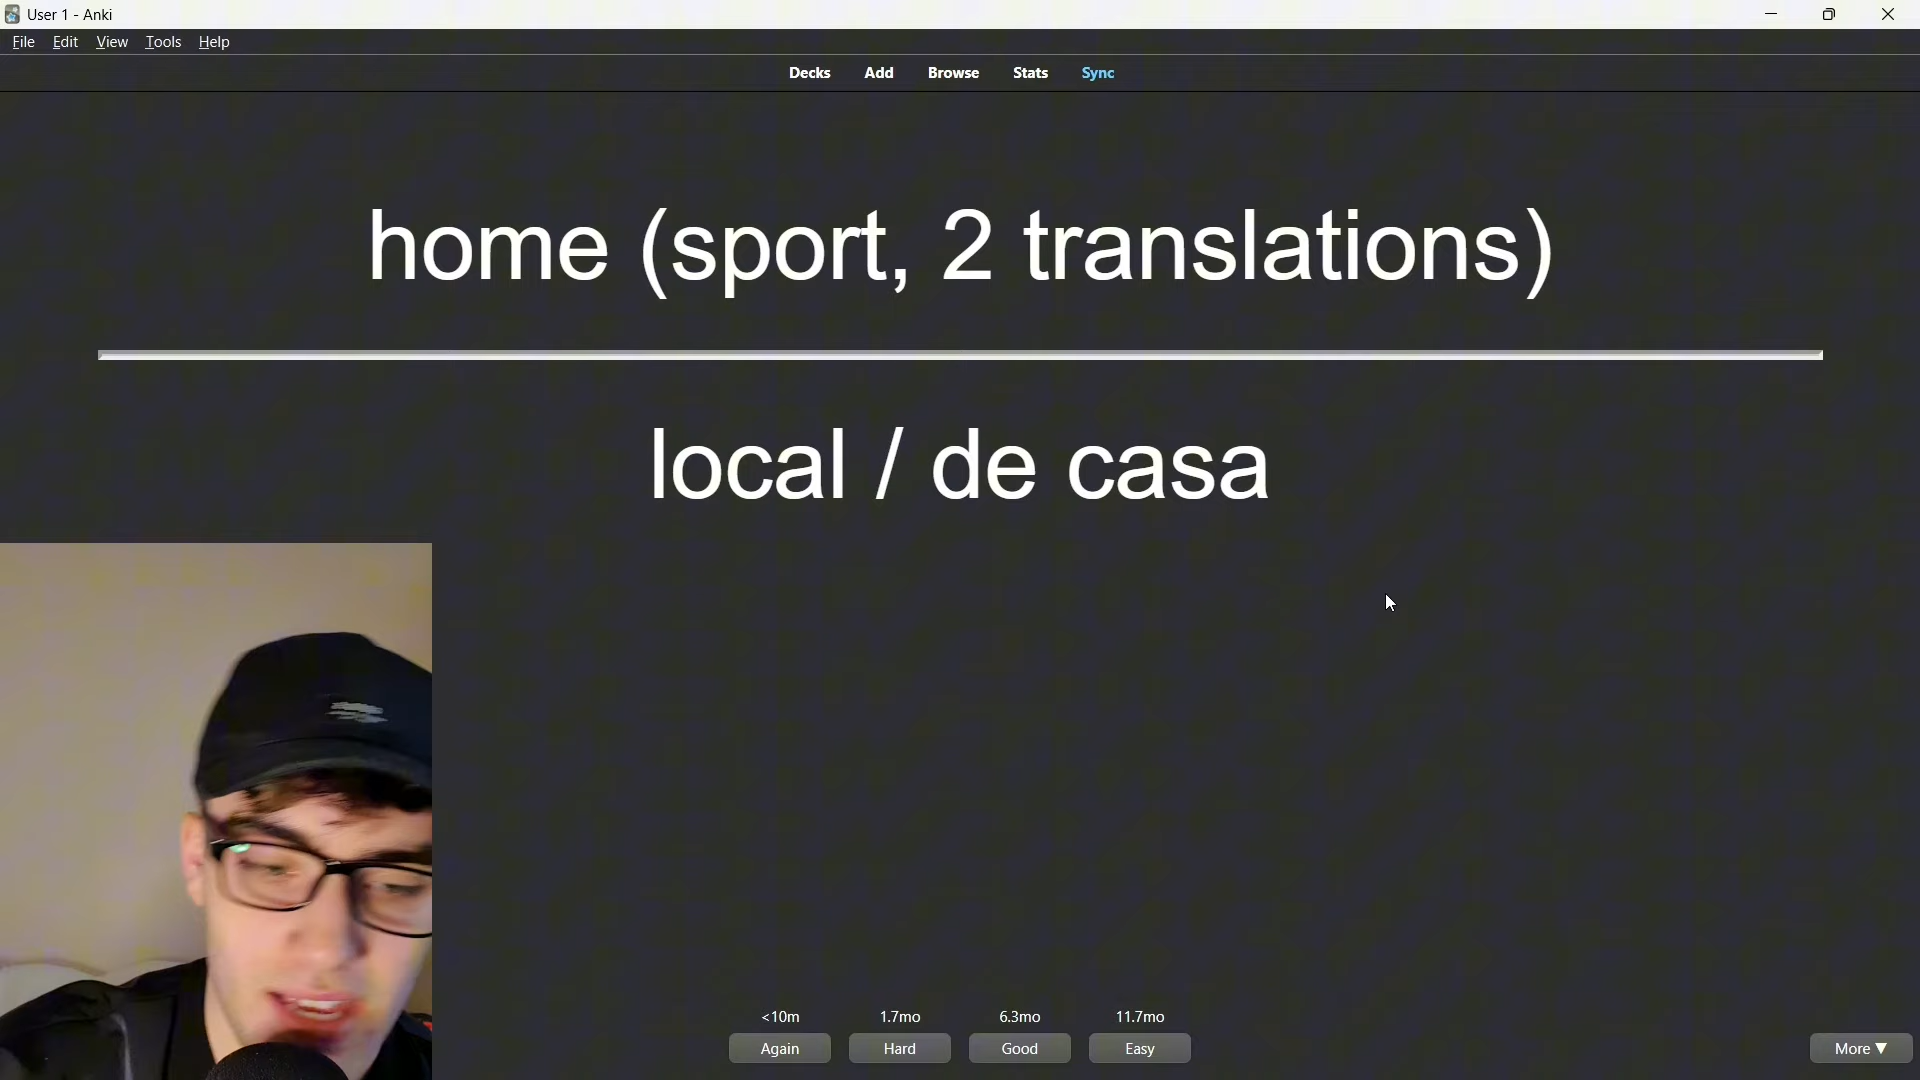 User 1 - Anki
File Edit View Tools Help
Decks Add Browse Stats Sync
home (sport, 2 translations)
local / de casa
<10m 1.7mo 6.3mo 11.7mo
Again Hard Good Easy
More ▼